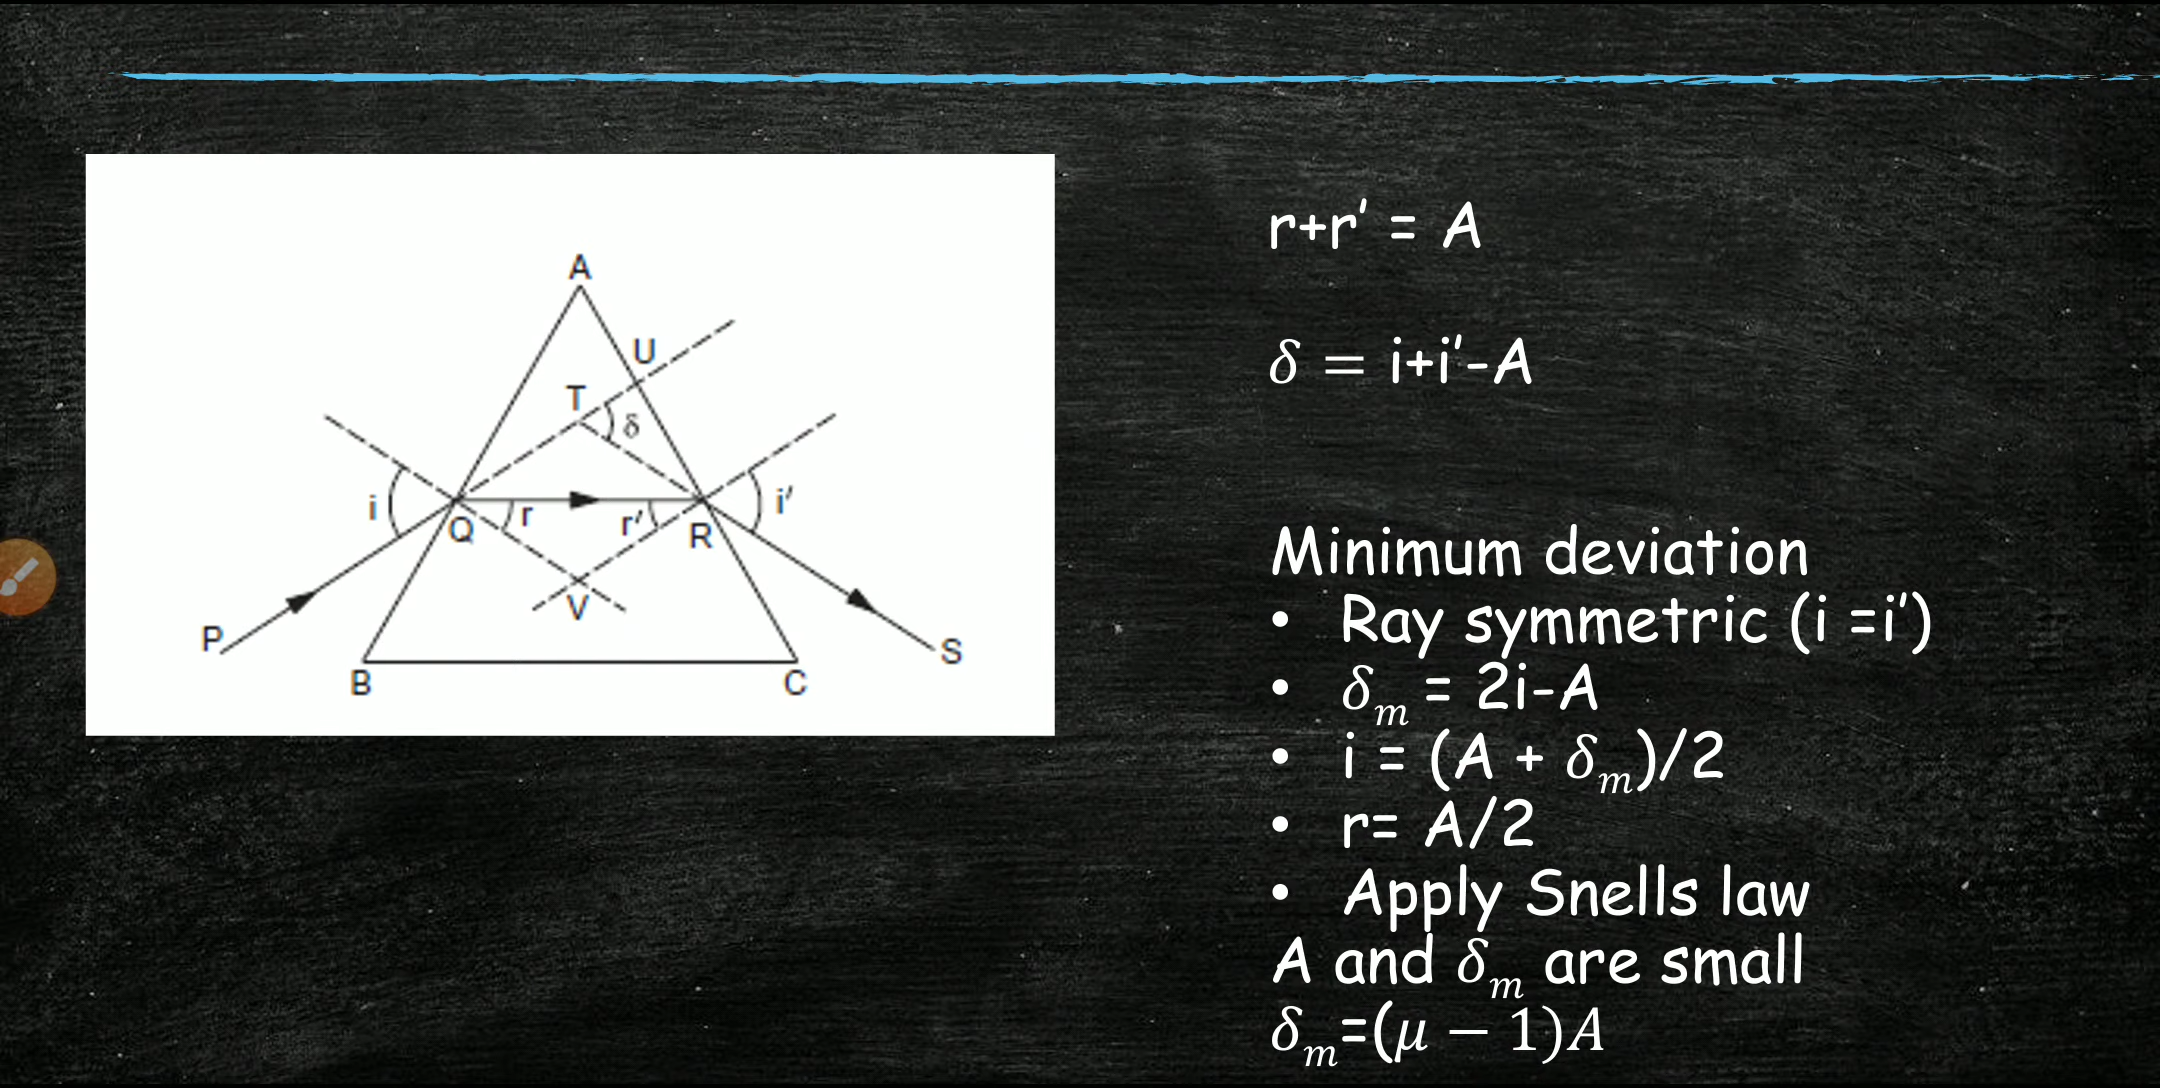 A
U
T
δ
i
Q
r
r′
R
i′
V
P
S
B
C
r+r′ = A
δ = i+i′-A
Minimum deviation
• Ray symmetric (i =i′)
• δₘ = 2i-A
• i = (A + δₘ)/2
• r= A/2
• Apply Snells law
A and δₘ are small
δₘ=(μ − 1)A